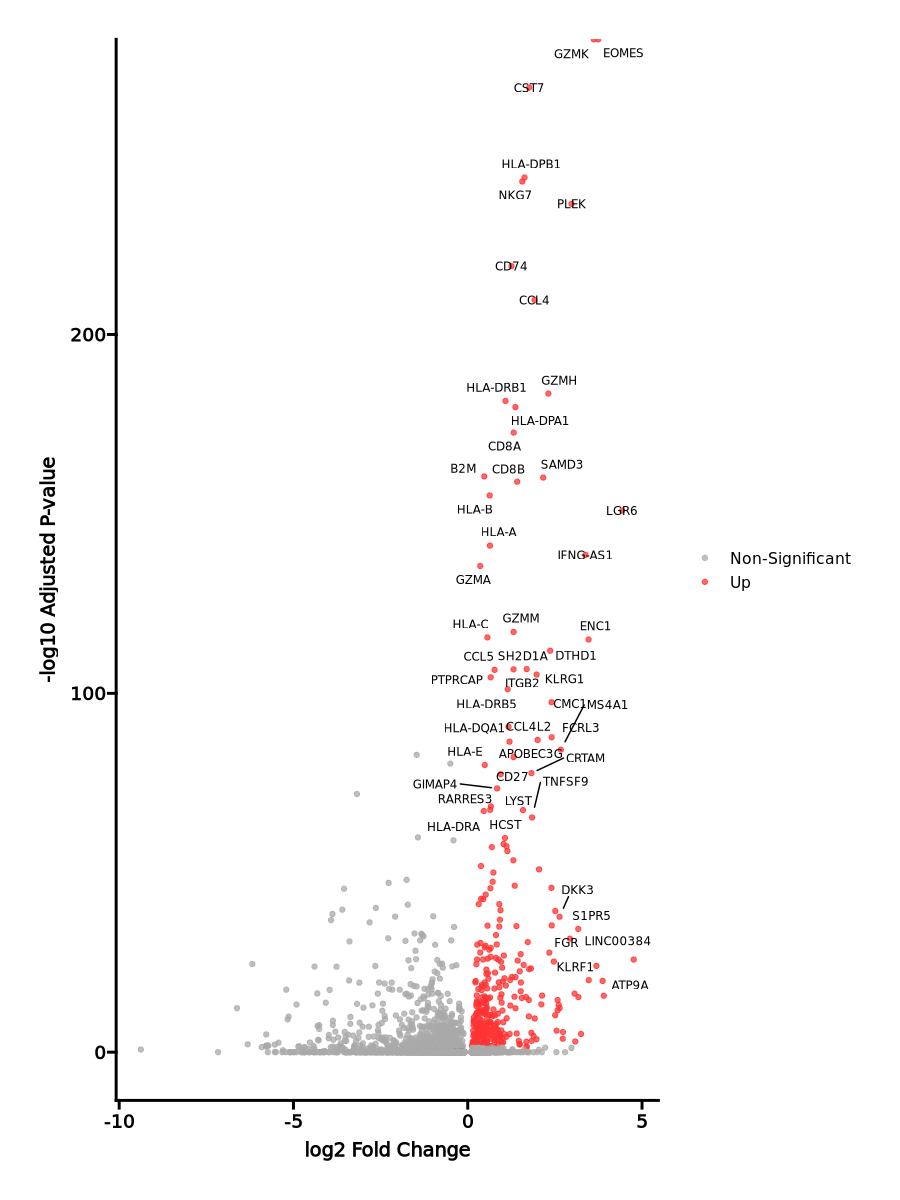 GZMK EOMES
CST7
HLA-DPB1
NKG7
PLEK
CD74
CCL4
200
GZMH
HLA-DRB1
HLA-DPA1
CD8A
B2M CD8B SAMD3
HLA-B
LGR6
HLA-A
IFNG-AS1
GZMA
HLA-C GZMM
ENC1
CCL5 SH2D1A DTHD1
PTPRCAP ITGB2 KLRG1
100
HLA-DRB5 CMC1 MS4A1
HLA-DQA1 CCL4L2 FCRL3
HLA-E APOBEC3G CRTAM
GIMAP4 CD27 TNFSF9
RARRES3 LYST
HLA-DRA HCST
DKK3
S1PR5
FGR LINC00384
KLRF1
ATP9A
0
-10 -5 0 5
log2 Fold Change
-log10 Adjusted P-value
Non-Significant
Up